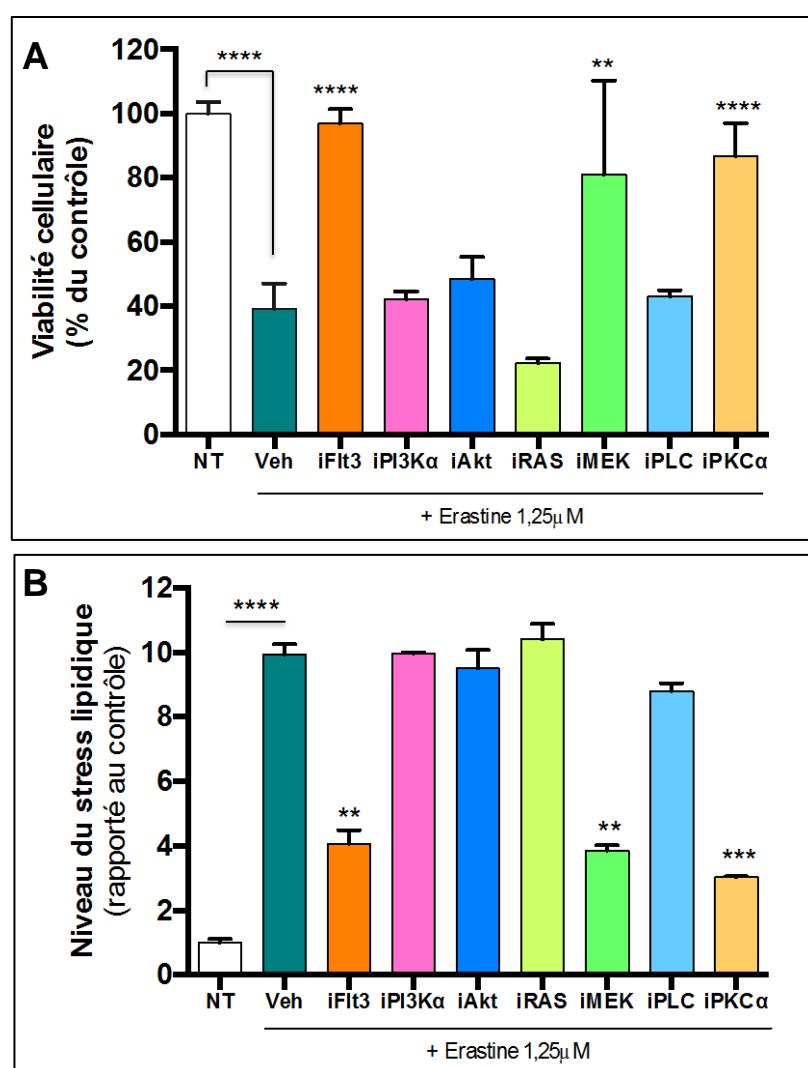 A
Viabilité cellulaire
(% du contrôle)
120
100
80
60
40
20
0
****
****
**
****
NT Veh iFlt3 iPI3Kα iAkt iRAS iMEK iPLC iPKCα
+ Erastine 1,25μM
B
Niveau du stress lipidique
(rapporté au contrôle)
12
10
8
6
4
2
0
****
**
**
***
NT Veh iFlt3 iPI3Kα iAkt iRAS iMEK iPLC iPKCα
+ Erastine 1,25μM